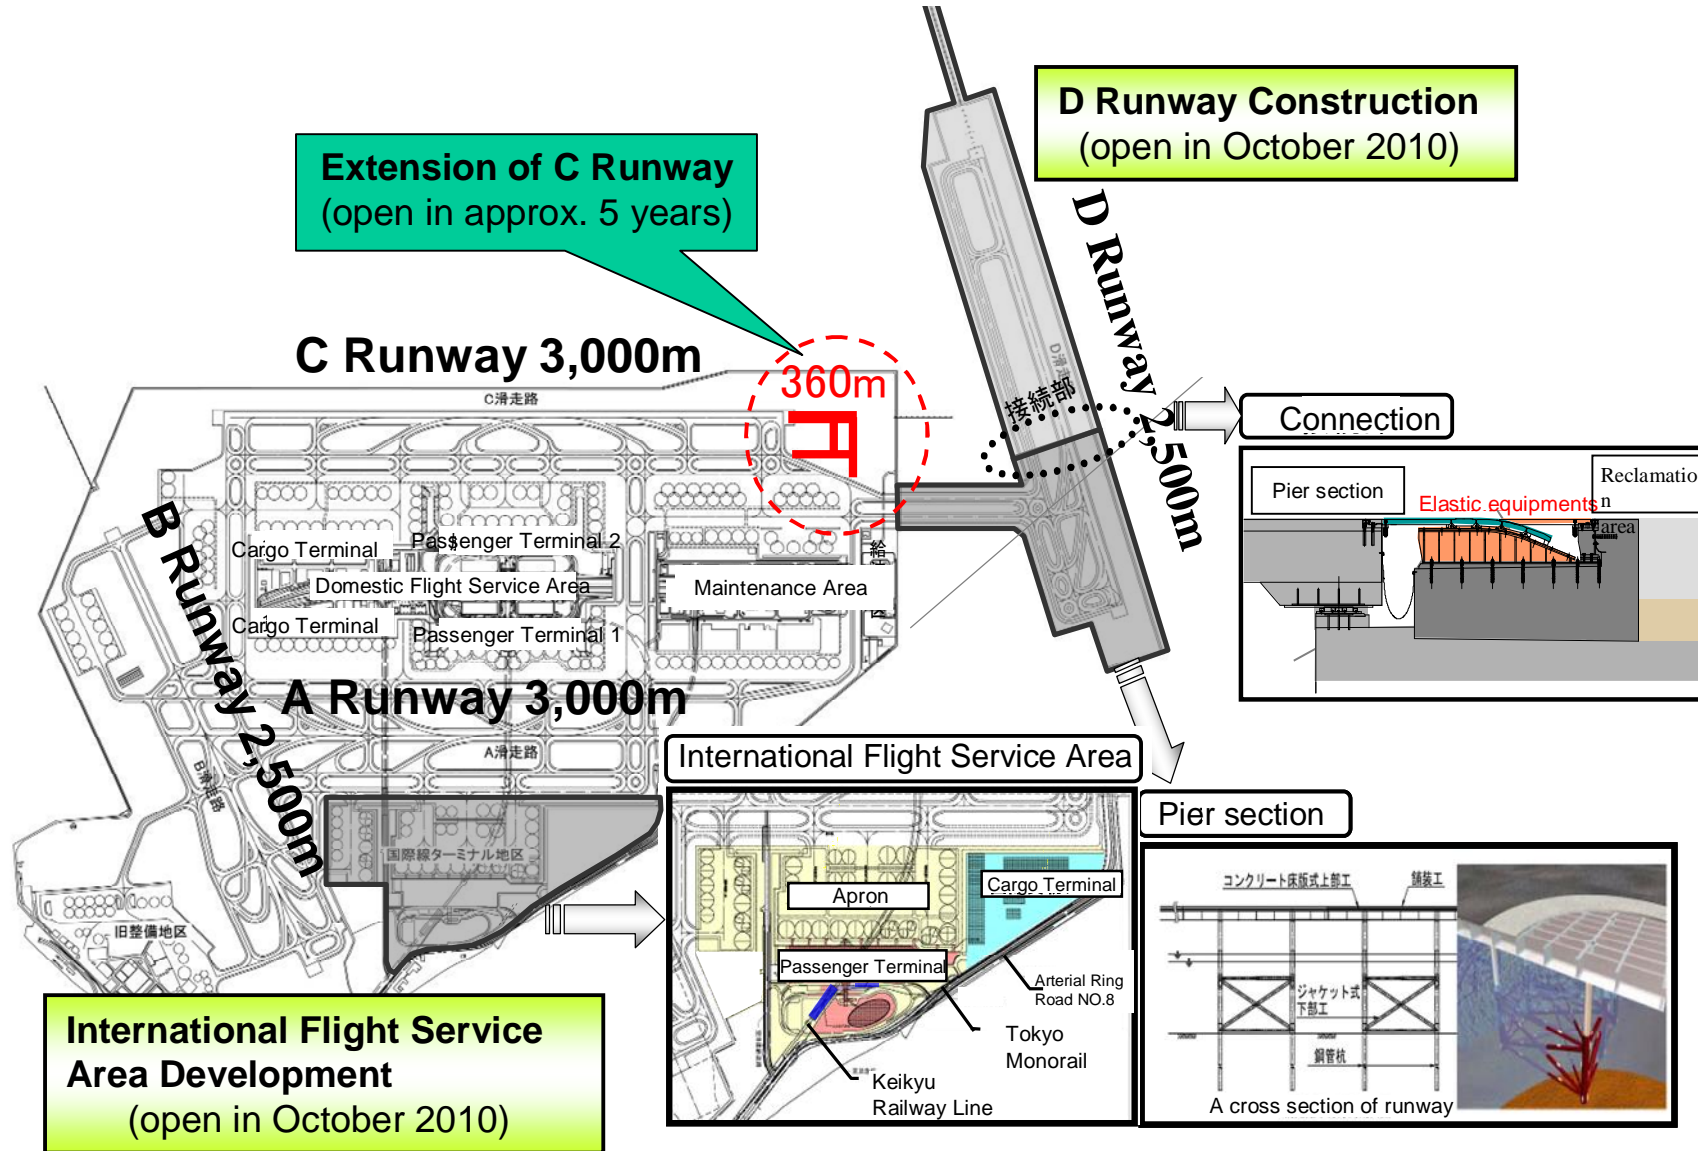 D Runway Construction
(open in October 2010)
Extension of C Runway
(open in approx. 5 years)
D Runway 2,500m
C Runway 3,000m
360m
C滑走路
接続部
Connection
Pier section
Reclamatio
n
area
Elastic equipments
B Runway 2,500m
Cargo Terminal
Passenger Terminal 2
Domestic Flight Service Area
Maintenance Area
Cargo Terminal
Passenger Terminal 1
A Runway 3,000m
A滑走路
B滑走路
国際線ターミナル地区
旧整備地区
International Flight Service Area
Apron
Cargo Terminal
Passenger Terminal
Arterial Ring
Road NO.8
Tokyo
Monorail
Keikyu
Railway Line
Pier section
コンクリート床版式上部工
舗装工
ジャケット式
下部工
鋼管杭
A cross section of runway
International Flight Service
Area Development
(open in October 2010)